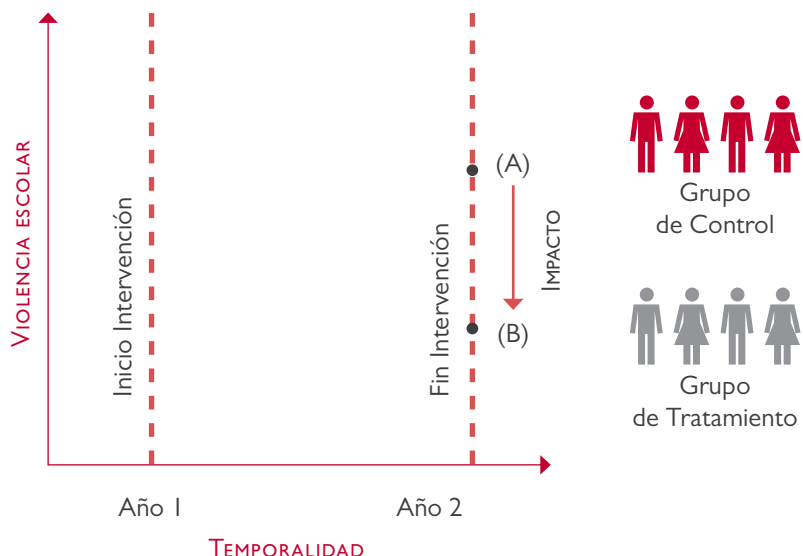 VIOLENCIA ESCOLAR
Inicio Intervención
Fin Intervención
(A)
(B)
IMPACTO
Grupo
de Control
Grupo
de Tratamiento
Año 1
Año 2
TEMPORALIDAD